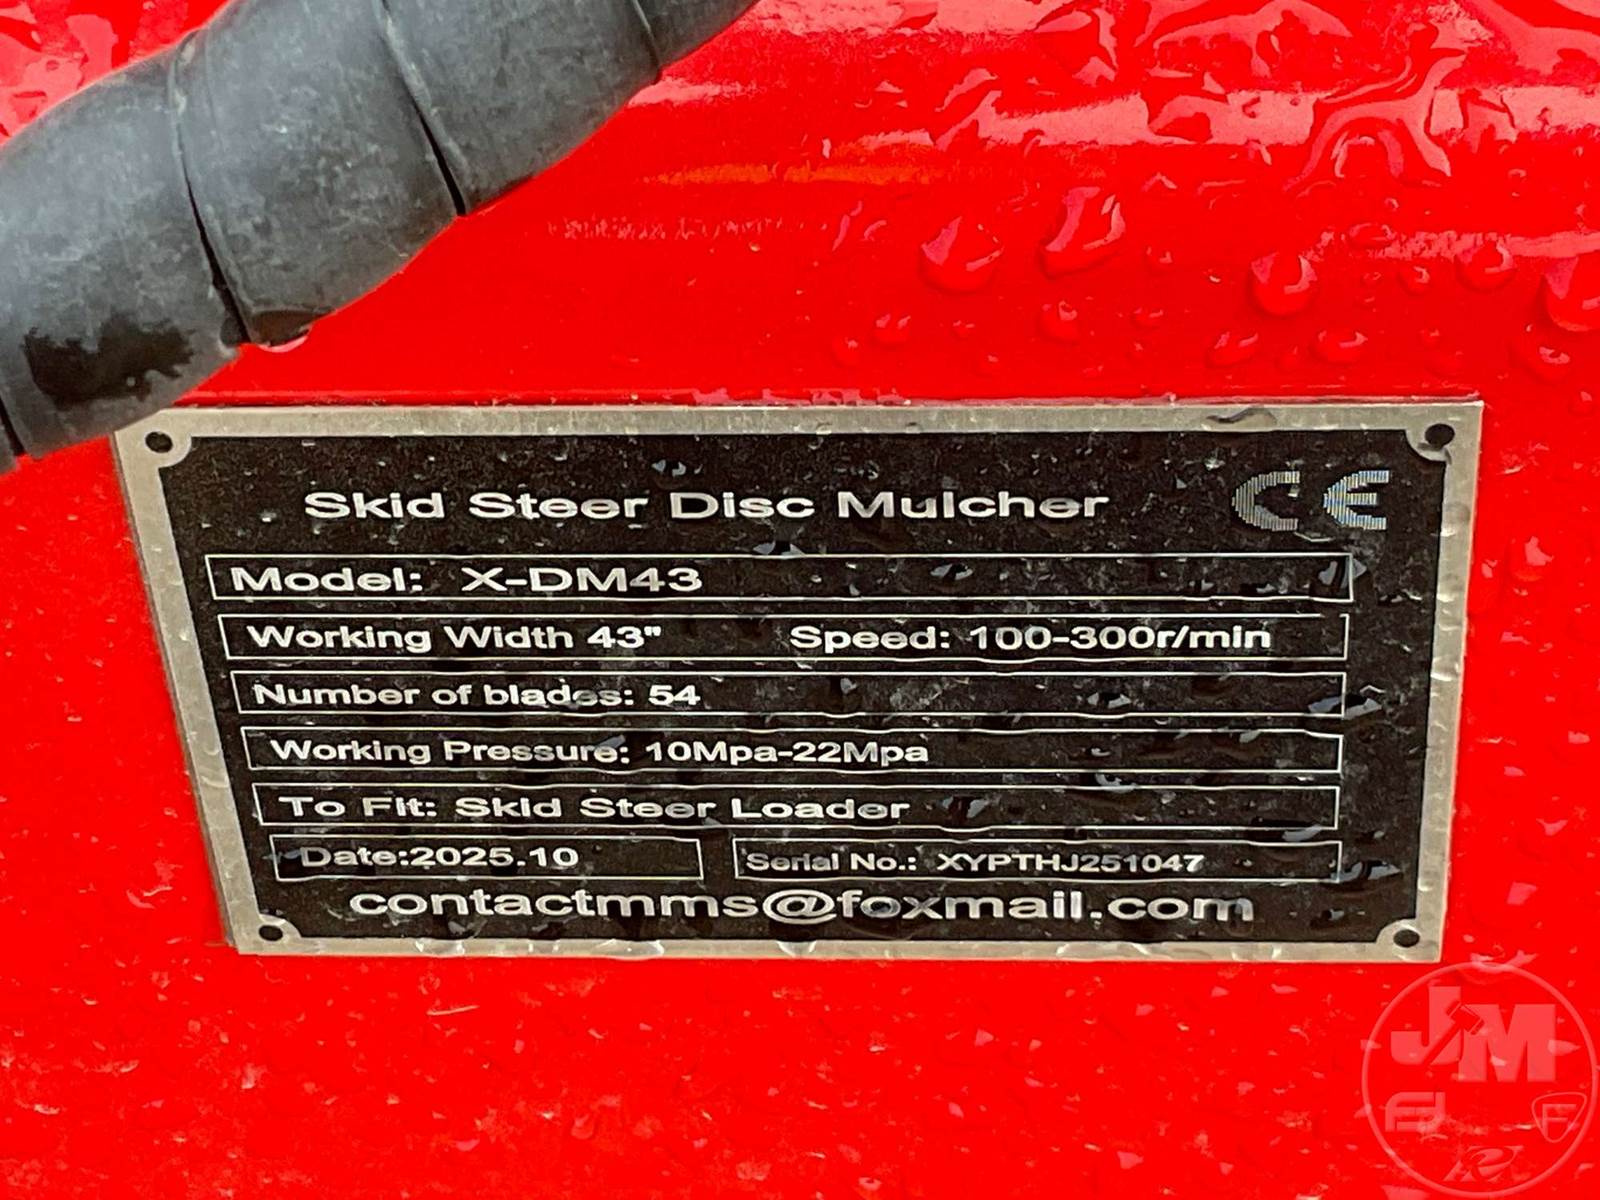 Skid Steer Disc Mulcher CE
Model: X-DM43
Working Width 43" Speed: 100-300r/min
Number of blades: 54
Working Pressure: 10Mpa-22Mpa
To Fit: Skid Steer Loader
Date:2025.10 Serial No.: XYPTHJ251047
contactmms@foxmail.com
J&M